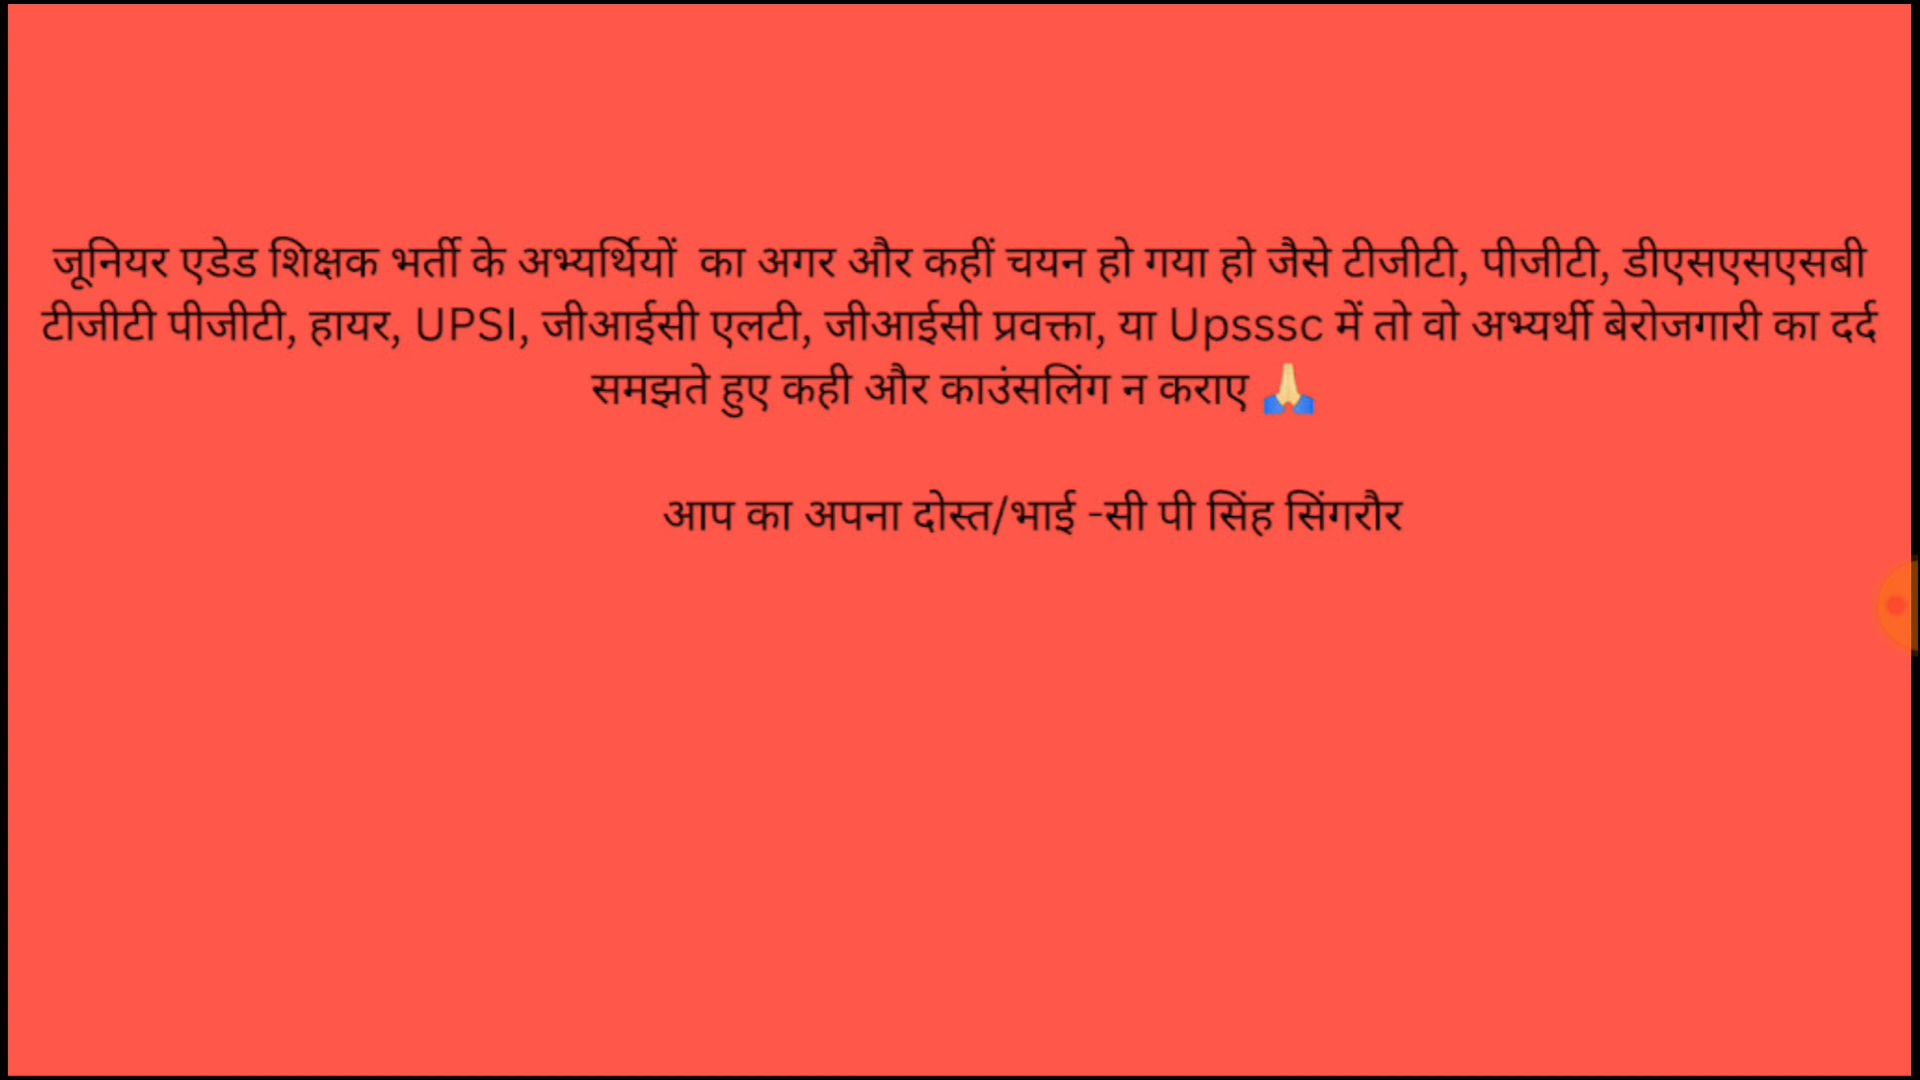 जूनियर एडेड शिक्षक भर्ती के अभ्यर्थियों  का अगर और कहीं चयन हो गया हो जैसे टीजीटी, पीजीटी, डीएसएसएसबी
टीजीटी पीजीटी, हायर, UPSI, जीआईसी एलटी, जीआईसी प्रवक्ता, या Upsssc में तो वो अभ्यर्थी बेरोजगारी का दर्द
समझते हुए कही और काउंसलिंग न कराए 🙏
आप का अपना दोस्त/भाई -सी पी सिंह सिंगरौर